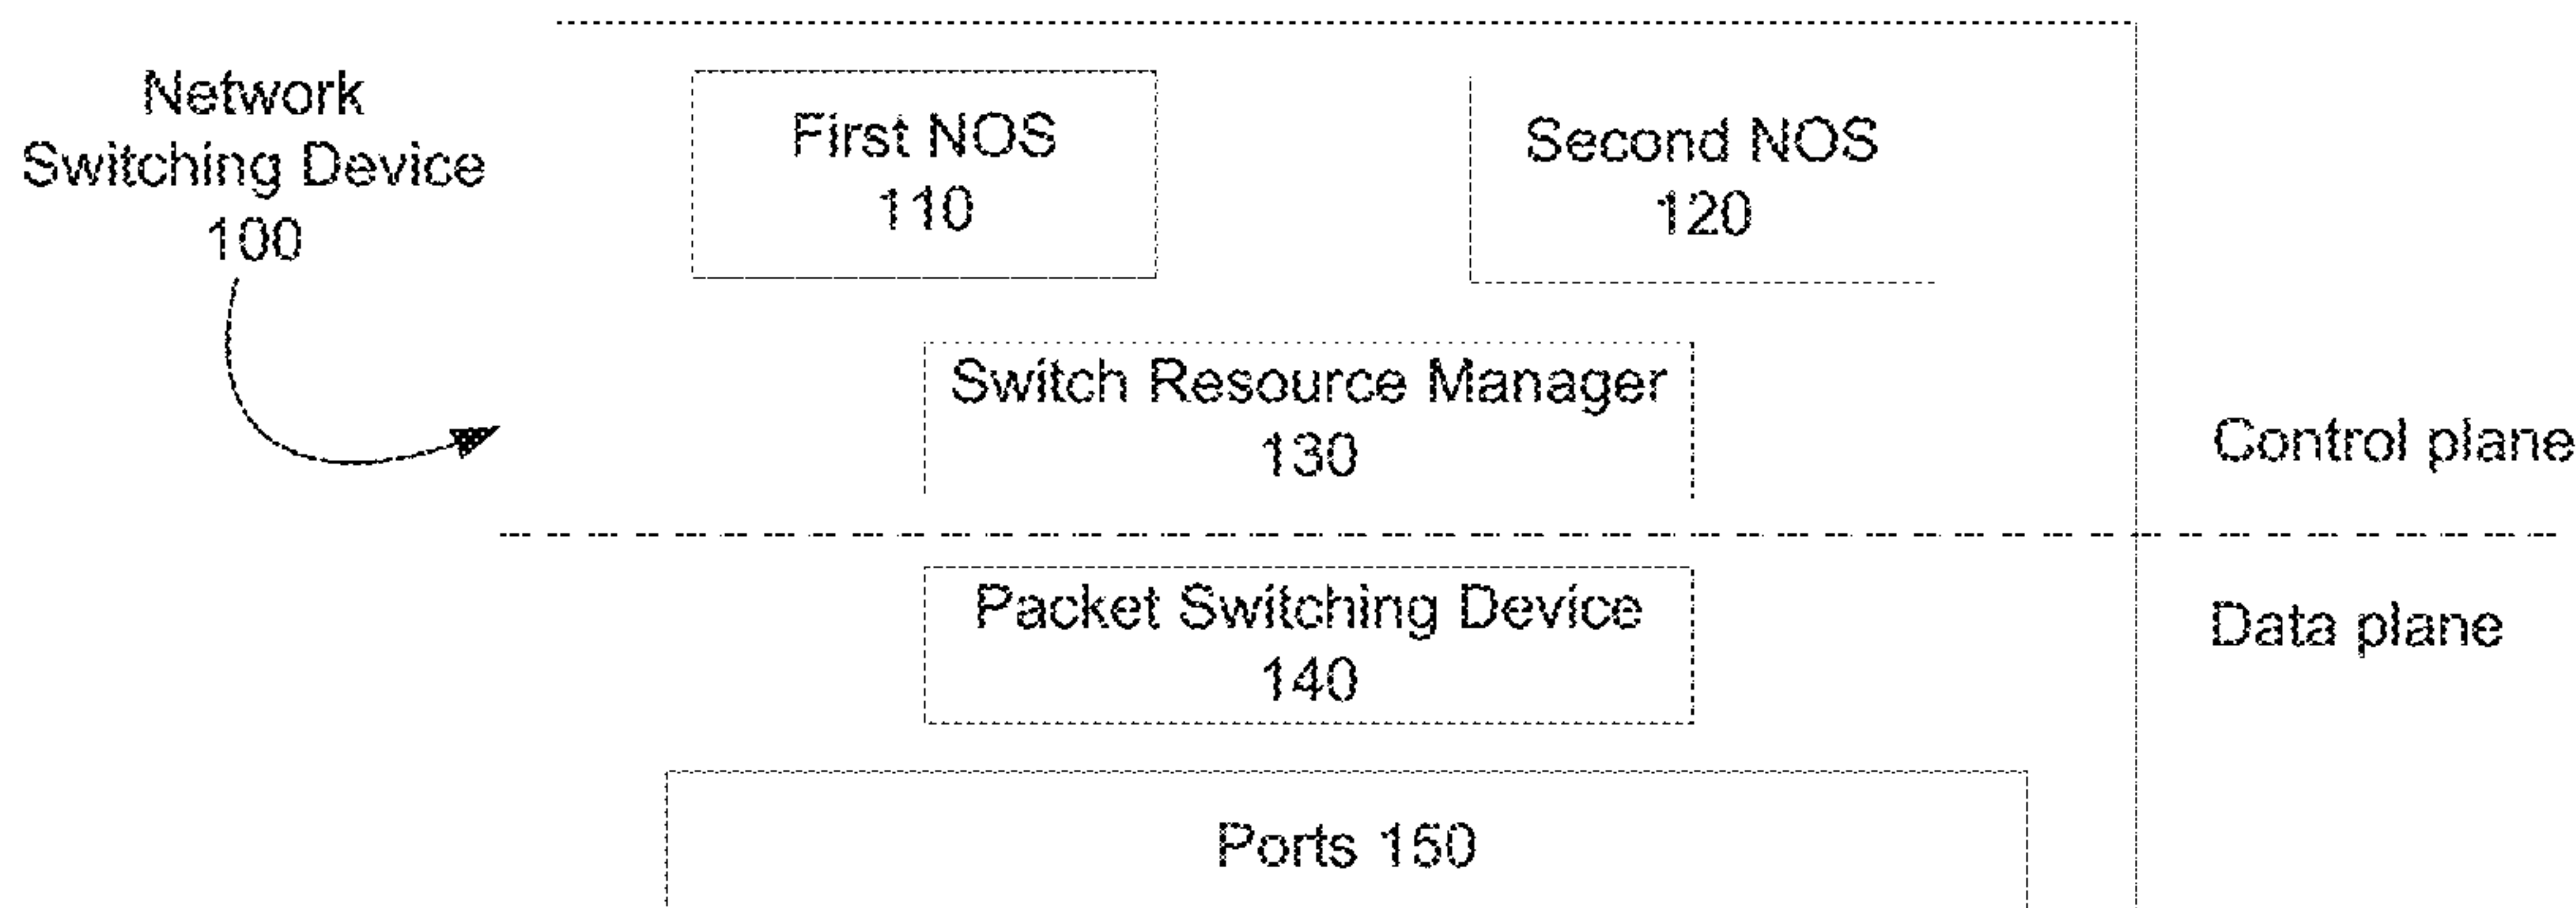 Network
Switching Device
100
First NOS
110
Second NOS
120
Switch Resource Manager
130
Control plane
Packet Switching Device
140
Data plane
Ports 150